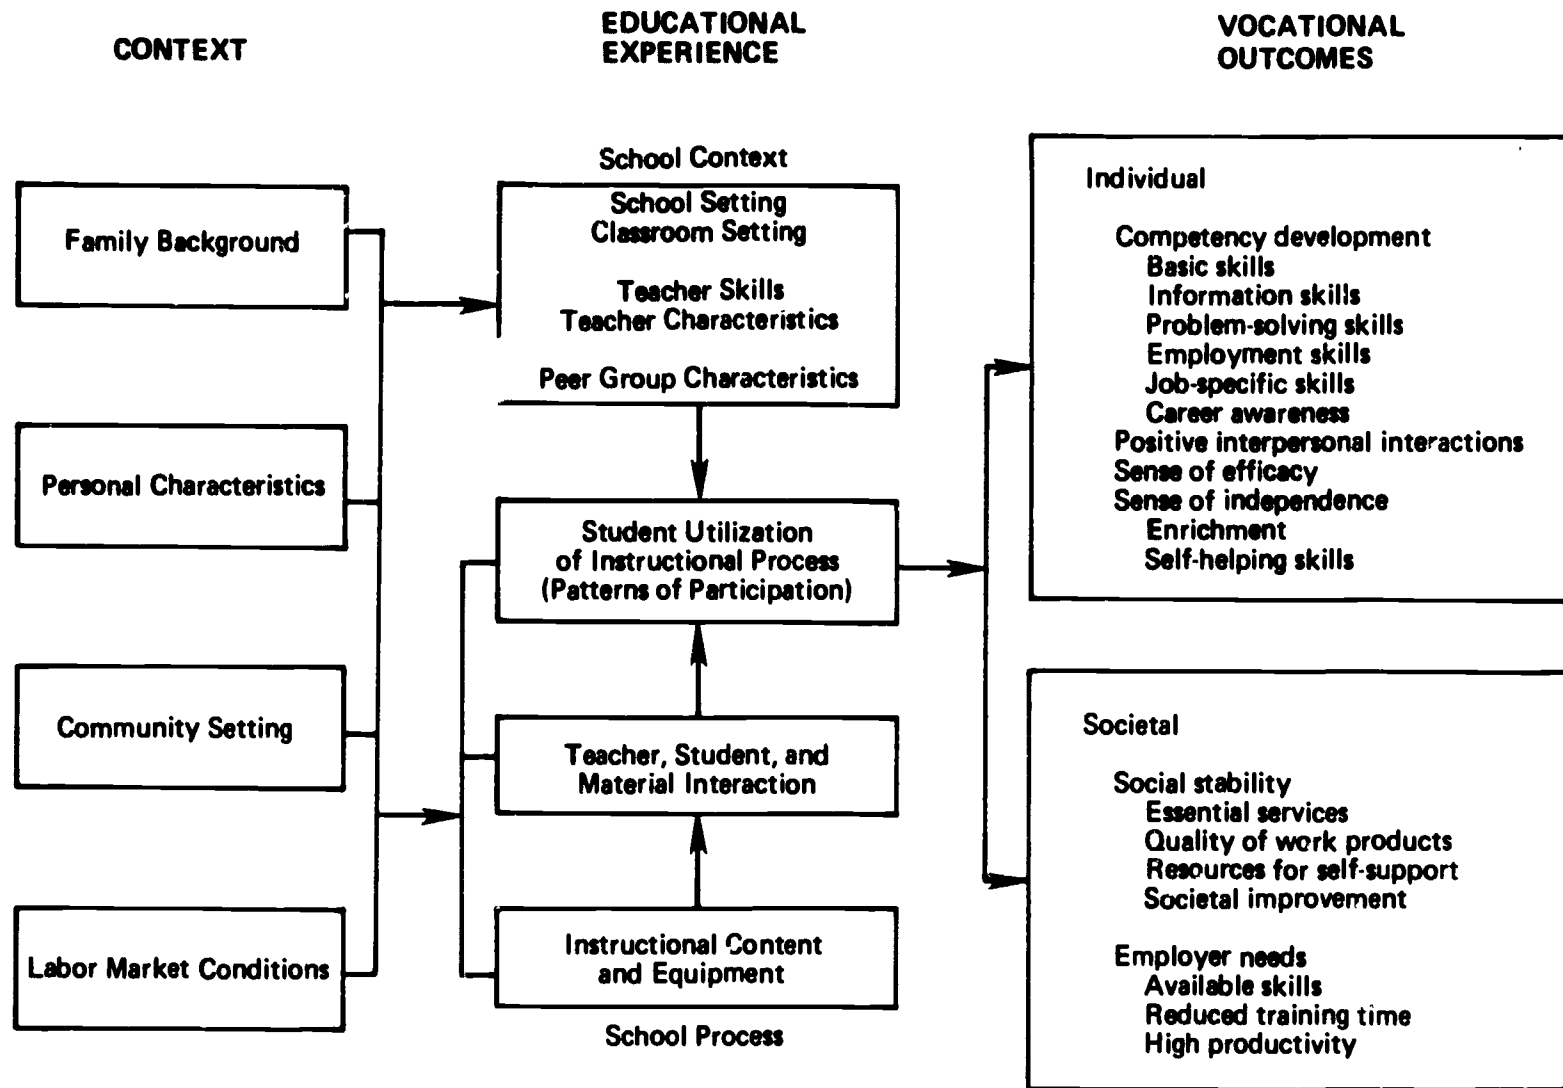 CONTEXT
EDUCATIONAL
EXPERIENCE
VOCATIONAL
OUTCOMES
Family Background
Personal Characteristics
Community Setting
Labor Market Conditions
School Context
School Setting
Classroom Setting
Teacher Skills
Teacher Characteristics
Peer Group Characteristics
Student Utilization
of Instructional Process
(Patterns of Participation)
Teacher, Student, and
Material Interaction
Instructional Content
and Equipment
School Process
Individual
Competency development
Basic skills
Information skills
Problem-solving skills
Employment skills
Job-specific skills
Career awareness
Positive interpersonal interactions
Sense of efficacy
Sense of independence
Enrichment
Self-helping skills
Societal
Social stability
Essential services
Quality of work products
Resources for self-support
Societal improvement
Employer needs
Available skills
Reduced training time
High productivity